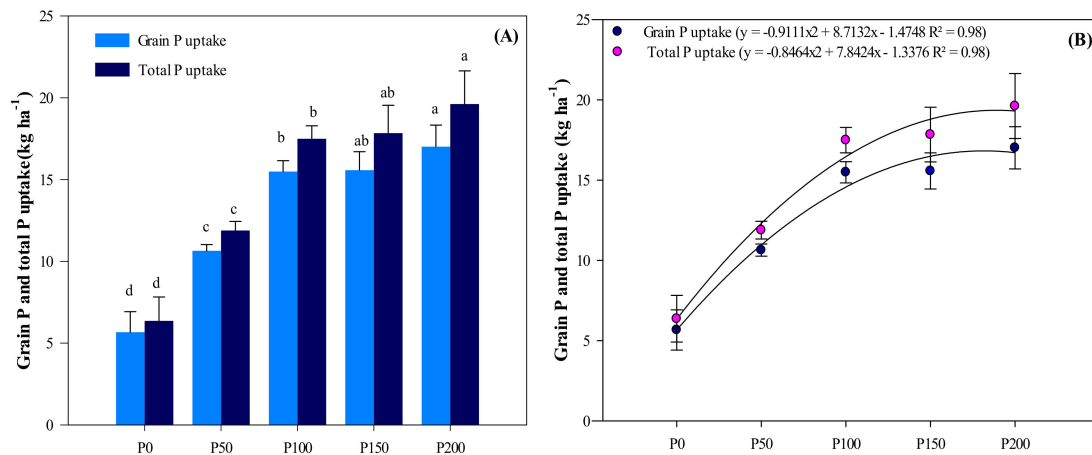 25
20
15
10
5
0
Grain P and total P uptake(kg ha-1)
(A)
Grain P uptake
Total P uptake
d d
c c
b b
ab ab
a a
P0 P50 P100 P150 P200
25
20
15
10
5
0
Grain P and total P uptake (kg ha-1)
(B)
Grain P uptake (y = -0.9111x2 + 8.7132x - 1.4748 R² = 0.98)
Total P uptake (y = -0.8464x2 + 7.8424x - 1.3376 R² = 0.98)
P0 P50 P100 P150 P200